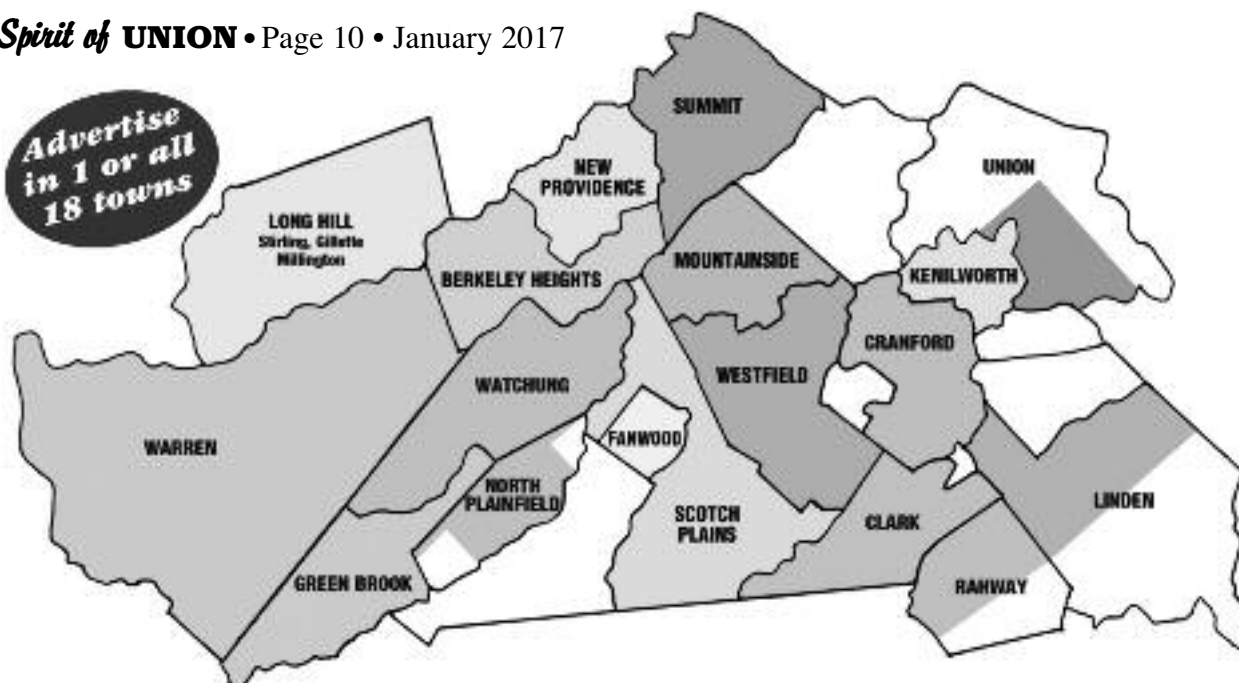 Spirit of UNION • Page 10 • January 2017
Advertise
in 1 or all
18 towns
SUMMIT
UNION
NEW
PROVIDENCE
LONG HILL
Stirling, Gillette
Millington
MOUNTAINSIDE
KENILWORTH
BERKELEY HEIGHTS
CRANFORD
WESTFIELD
WATCHUNG
FANWOOD
WARREN
NORTH
PLAINFIELD
LINDEN
SCOTCH
PLAINS
CLARK
GREEN BROOK
RAHWAY